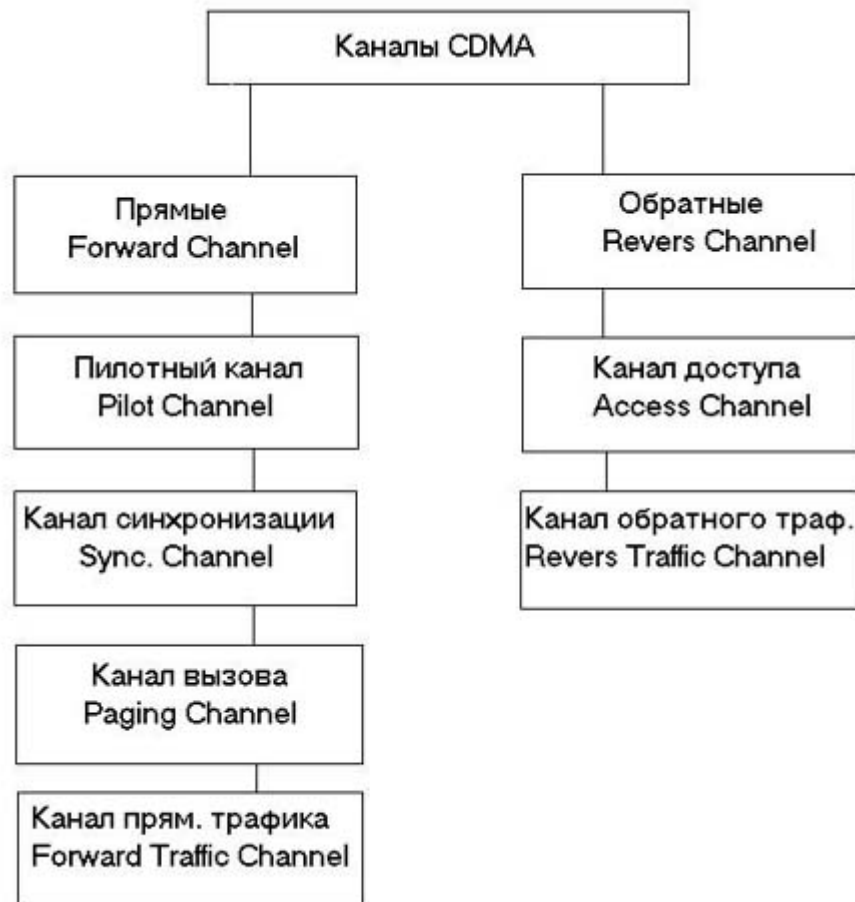 Каналы CDMA
Прямые
Forward Channel
Обратные
Revers Channel
Пилотный канал
Pilot Channel
Канал доступа
Access Channel
Канал синхронизации
Sync. Channel
Канал обратного траф.
Revers Traffic Channel
Канал вызова
Paging Channel
Канал прям. трафика
Forward Traffic Channel